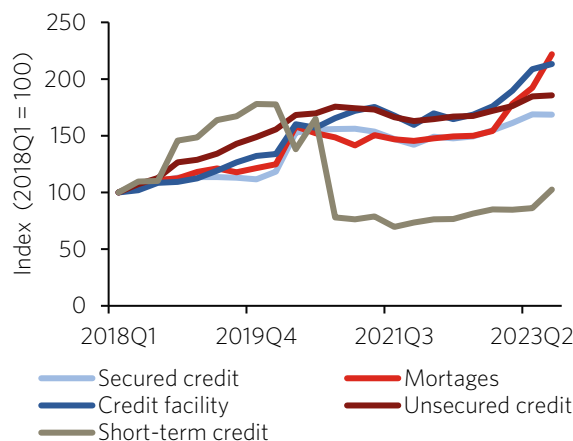 Index (2018Q1 = 100)
250
200
150
100
50
0
2018Q1 2019Q4 2021Q3 2023Q2
Secured credit Mortages
Credit facility Unsecured credit
Short-term credit